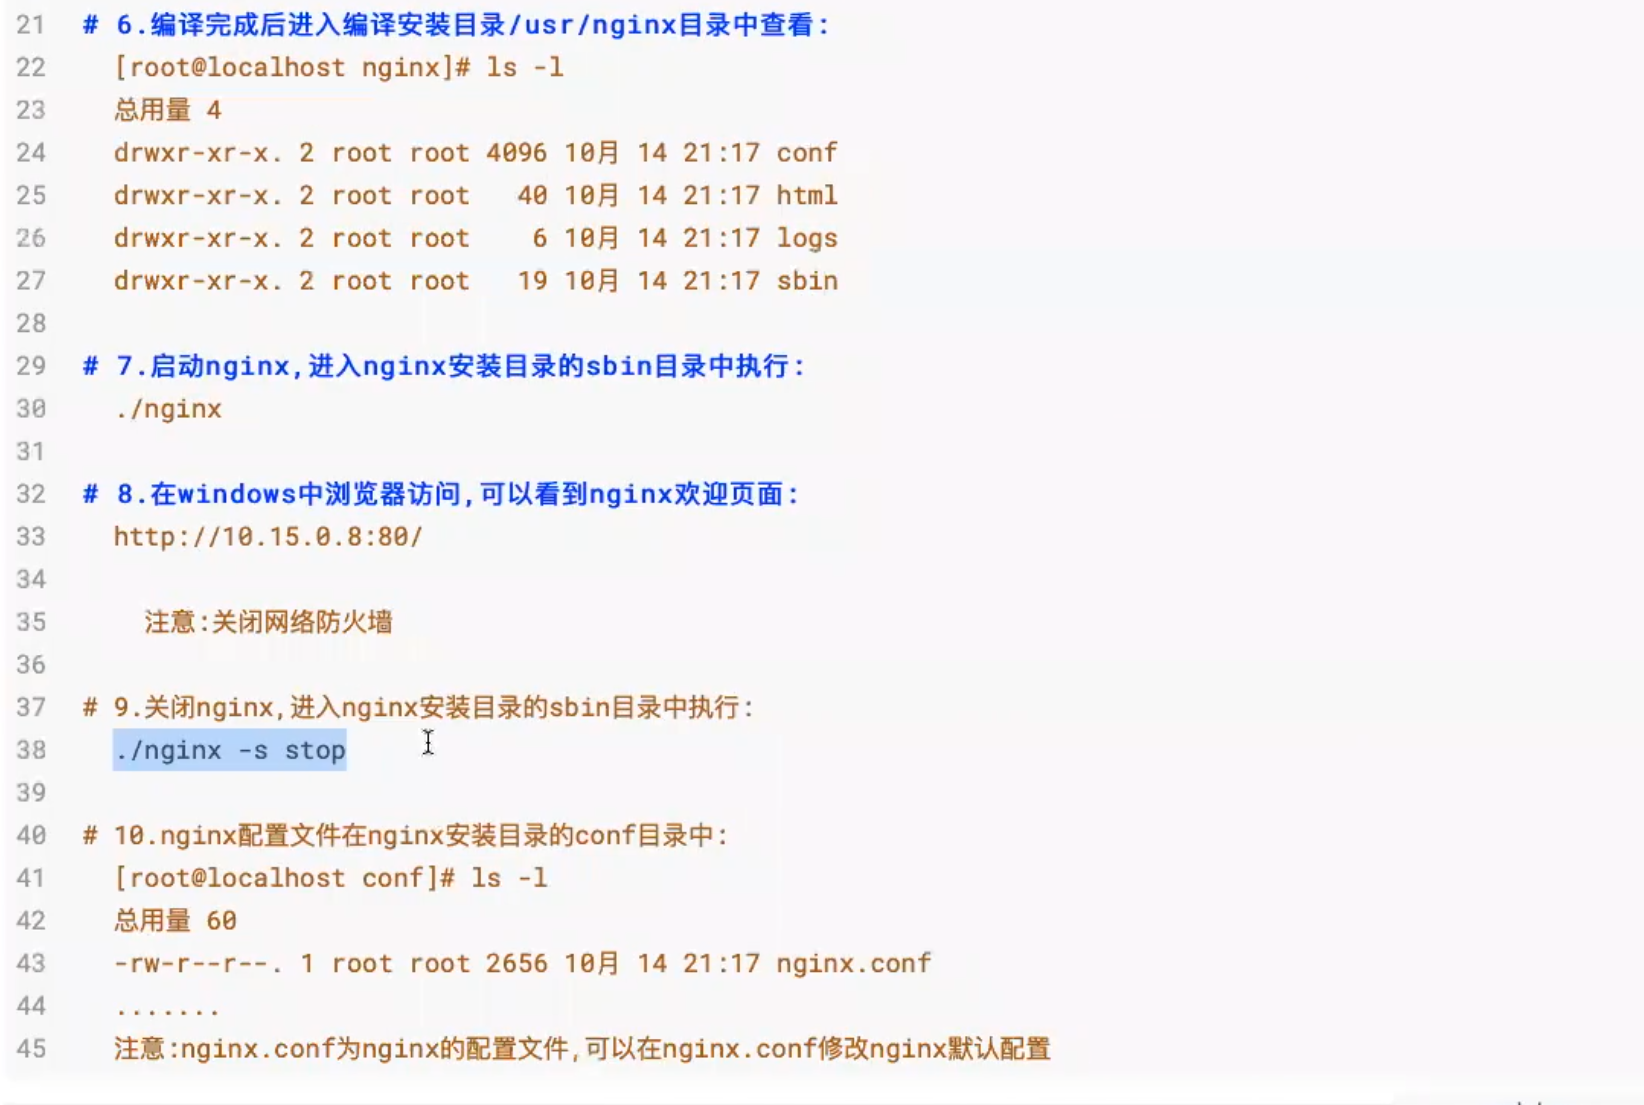 21 # 6.编译完成后进入编译安装目录/usr/nginx目录中查看:
22 [root@localhost nginx]# ls -l
23 总用量 4
24 drwxr-xr-x. 2 root root 4096 10月 14 21:17 conf
25 drwxr-xr-x. 2 root root   40 10月 14 21:17 html
26 drwxr-xr-x. 2 root root    6 10月 14 21:17 logs
27 drwxr-xr-x. 2 root root   19 10月 14 21:17 sbin
28
29 # 7.启动nginx,进入nginx安装目录的sbin目录中执行:
30 ./nginx
31
32 # 8.在windows中浏览器访问,可以看到nginx欢迎页面:
33 http://10.15.0.8:80/
34
35 注意:关闭网络防火墙
36
37 # 9.关闭nginx,进入nginx安装目录的sbin目录中执行:
38 ./nginx -s stop
39
40 # 10.nginx配置文件在nginx安装目录的conf目录中:
41 [root@localhost conf]# ls -l
42 总用量 60
43 -rw-r--r--. 1 root root 2656 10月 14 21:17 nginx.conf
44 .......
45 注意:nginx.conf为nginx的配置文件,可以在nginx.conf修改nginx默认配置